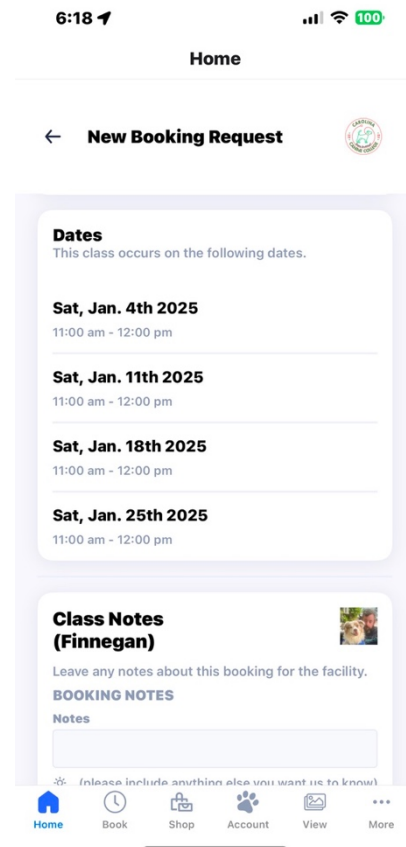 6:18
100
Home
New Booking Request
CAROLINA
CANINE COLLEGE
Dates
This class occurs on the following dates.
Sat, Jan. 4th 2025
11:00 am - 12:00 pm
Sat, Jan. 11th 2025
11:00 am - 12:00 pm
Sat, Jan. 18th 2025
11:00 am - 12:00 pm
Sat, Jan. 25th 2025
11:00 am - 12:00 pm
Class Notes
(Finnegan)
Leave any notes about this booking for the facility.
BOOKING NOTES
Notes
(please include anything else you want us to know)
Home Book Shop Account View More